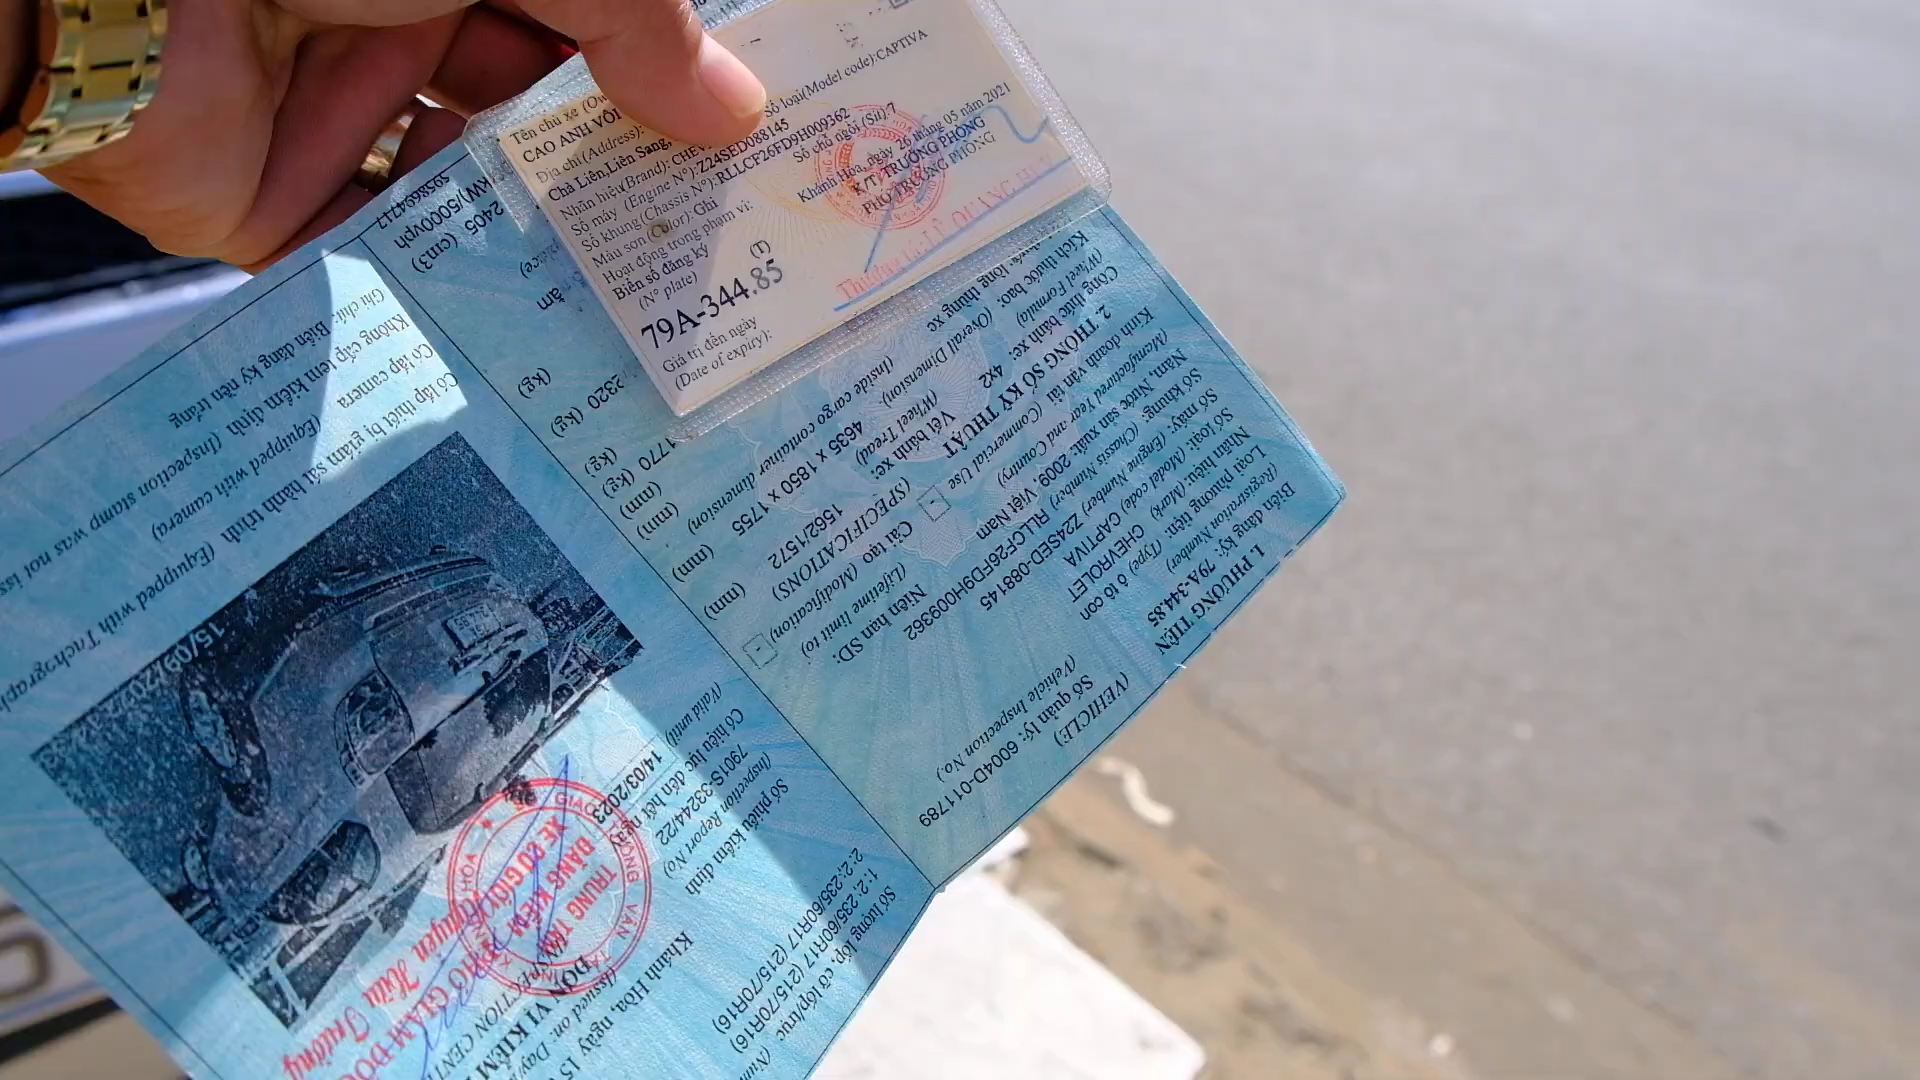 Số loại(Model code):CAPTIVA
Tên chủ xe
CAO ANH VÔI
Địa chỉ(Address):
Chà Liên,Liên Sang,
Nhãn hiệu(Brand): CHEV
Số máy (Engine N°):Z24SED088145
Số khung(Chassis N°):RLLCF26FD9H009362
Màu sơn (Color): Ghi
Số chỗ ngồi (Sit):7
Hoạt động trong phạm vi:
Biển số đăng ký (T)
(N° plate)
79A-344.85
Giá trị đến ngày
(Date of expiry):
Khánh Hòa, ngày 26 tháng 05 năm 2021
K/T) TRƯỞNG PHÒNG
PHÓ TRƯỞNG PHÒNG
1. PHƯƠNG TIỆN
(VEHICLE)
Biển đăng ký: 79A-344.85
(Registration Number)
Số quản lý: 6004D-011789
(Vehicle Inspection No.)
Loại phương tiện: (Type) ô tô con
Nhãn hiệu: (Mark) CHEVROLET
Số loại: (Model code) CAPTIVA
Số máy: (Engine Number) Z24SED-088145
Số khung: (Chassis Number) RLLCF26FD9H009362
Năm, Nước sản xuất: 2009, Việt Nam
(Manufactured Year and Country)
Niên hạn SD:
(Lifetime limit to)
Kinh doanh vận tải (Commercial Use) -
Cải tạo (Modification) -
2. THÔNG SỐ KỸ THUẬT (SPECIFICATIONS)
Công thức bánh xe: 4x2
(Wheel Formula)
Vết bánh xe: 1562/1572 (mm)
(Wheel Tread)
Kích thước bao: 4635 x 1850 x 1755 (mm)
(Overall Dimension)
lòng thùng xe
(Inside cargo container dimension) (mm)
(mm)
1770 (kg)
(kg)
2320 (kg)
(kg)
2405 (cm3)
kW)/5000vph
Số lượng lốp, cỡ lốp/trục
1: 2; 235/60R17 (215/70R16)
2: 2; 235/60R17 (215/70R16)
Số phiếu kiểm định
(Inspection Report No)
7901S-33244/22
Có hiệu lực đến hết ngày
(Valid until)
14/03/2023
Khánh Hòa, ngày 15
(Issued on: Day/
TRUNG TÂM
ĐĂNG KIỂM
XE CƠ GIỚI
PHÓ GIÁM ĐỐC
Nguyễn Hữu Trường
15/09/20
Có lắp thiết bị giám sát hành trình (Equipped with Tachograph
Có lắp camera (Equipped with camera)
Không cấp tem kiểm định (Inspection stamp was not iss
Ghi chú: Biển đăng ký nền trắng